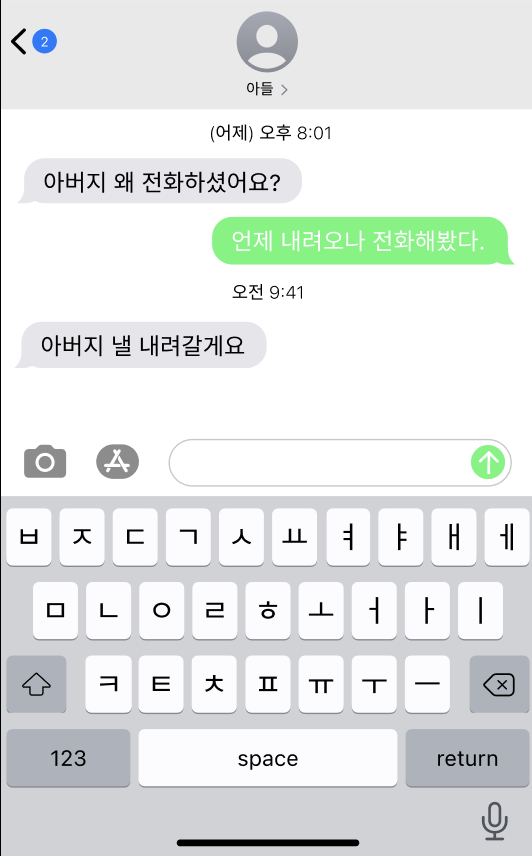 2
아들
(어제) 오후 8:01
아버지 왜 전화하셨어요?
언제 내려오나 전화해봤다.
오전 9:41
아버지 낼 내려갈게요
ㅂ ㅈ ㄷ ㄱ ㅅ ㅛ ㅕ ㅑ ㅐ ㅔ
ㅁ ㄴ ㅇ ㄹ ㅎ ㅗ ㅓ ㅏ ㅣ
ㅋ ㅌ ㅊ ㅍ ㅠ ㅜ ㅡ
123 space return